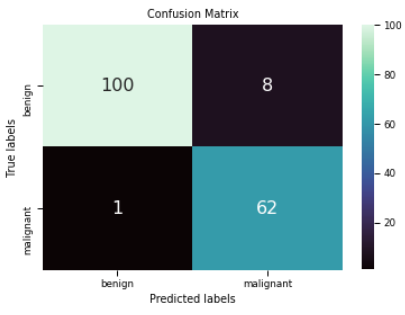 Confusion Matrix
True labels
benign
100
8
malignant
1
62
benign
malignant
Predicted labels
100
80
60
40
20